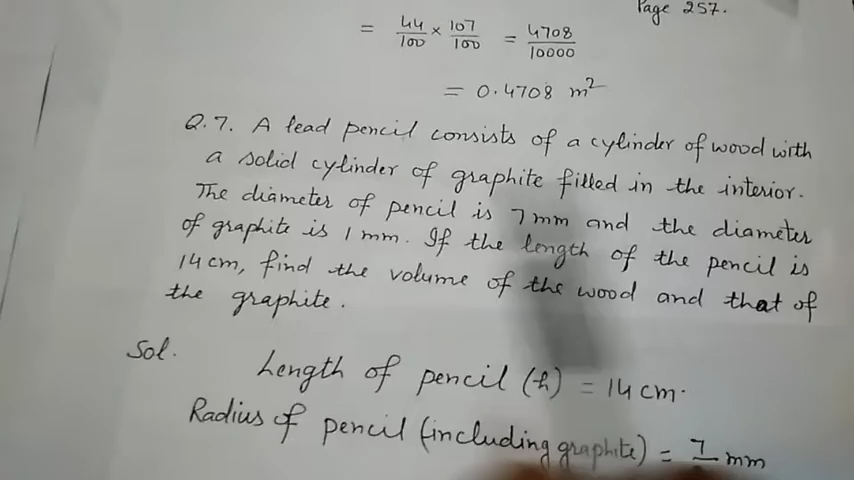 Page 257.
= 44/100 × 107/100 = 4708/10000
= 0.4708 m²
Q.7. A lead pencil consists of a cylinder of wood with
a solid cylinder of graphite filled in the interior.
The diameter of pencil is 7 mm and the diameter
of graphite is 1 mm. If the length of the pencil is
14 cm, find the volume of the wood and that of
the graphite.
Sol.
Length of pencil (h) = 14 cm.
Radius of pencil (including graphite) = 7 mm